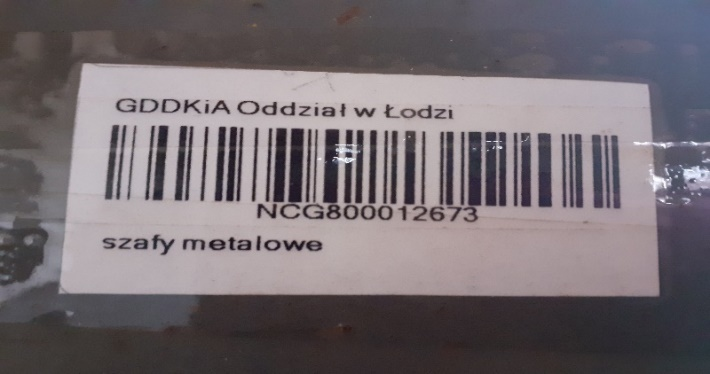 GDDKiA Oddział w Łodzi
NCG800012673
szafy metalowe